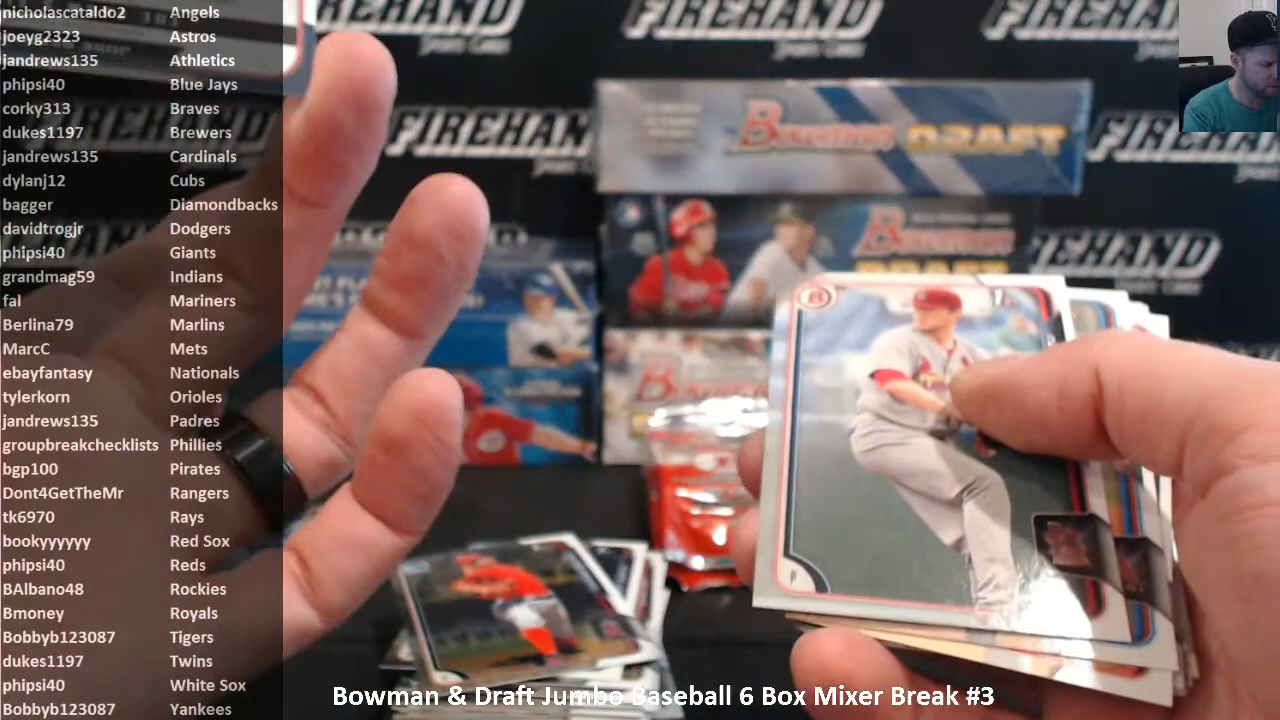 nicholascataldo2 Angels
joeyg2323 Astros
jandrews135 Athletics
phipsi40 Blue Jays
corky313 Braves
dukes1197 Brewers
jandrews135 Cardinals
dylanj12 Cubs
bagger Diamondbacks
davidtrogjr Dodgers
phipsi40 Giants
grandmag59 Indians
fal Mariners
Berlina79 Marlins
MarcC Mets
ebayfantasy Nationals
tylerkorn Orioles
jandrews135 Padres
groupbreakchecklists Phillies
bgp100 Pirates
Dont4GetTheMr Rangers
tk6970 Rays
bookyyyyyy Red Sox
phipsi40 Reds
BAlbano48 Rockies
Bmoney Royals
Bobbyb123087 Tigers
dukes1197 Twins
phipsi40 White Sox
Bobbyb123087 Yankees
FIREHAND
FIREHAN
FIREHAN
REHAND
BOWMAN DRAFT
BOWMAN
DRAFT
B
P
Bowman & Draft Jumbo Baseball 6 Box Mixer Break #3